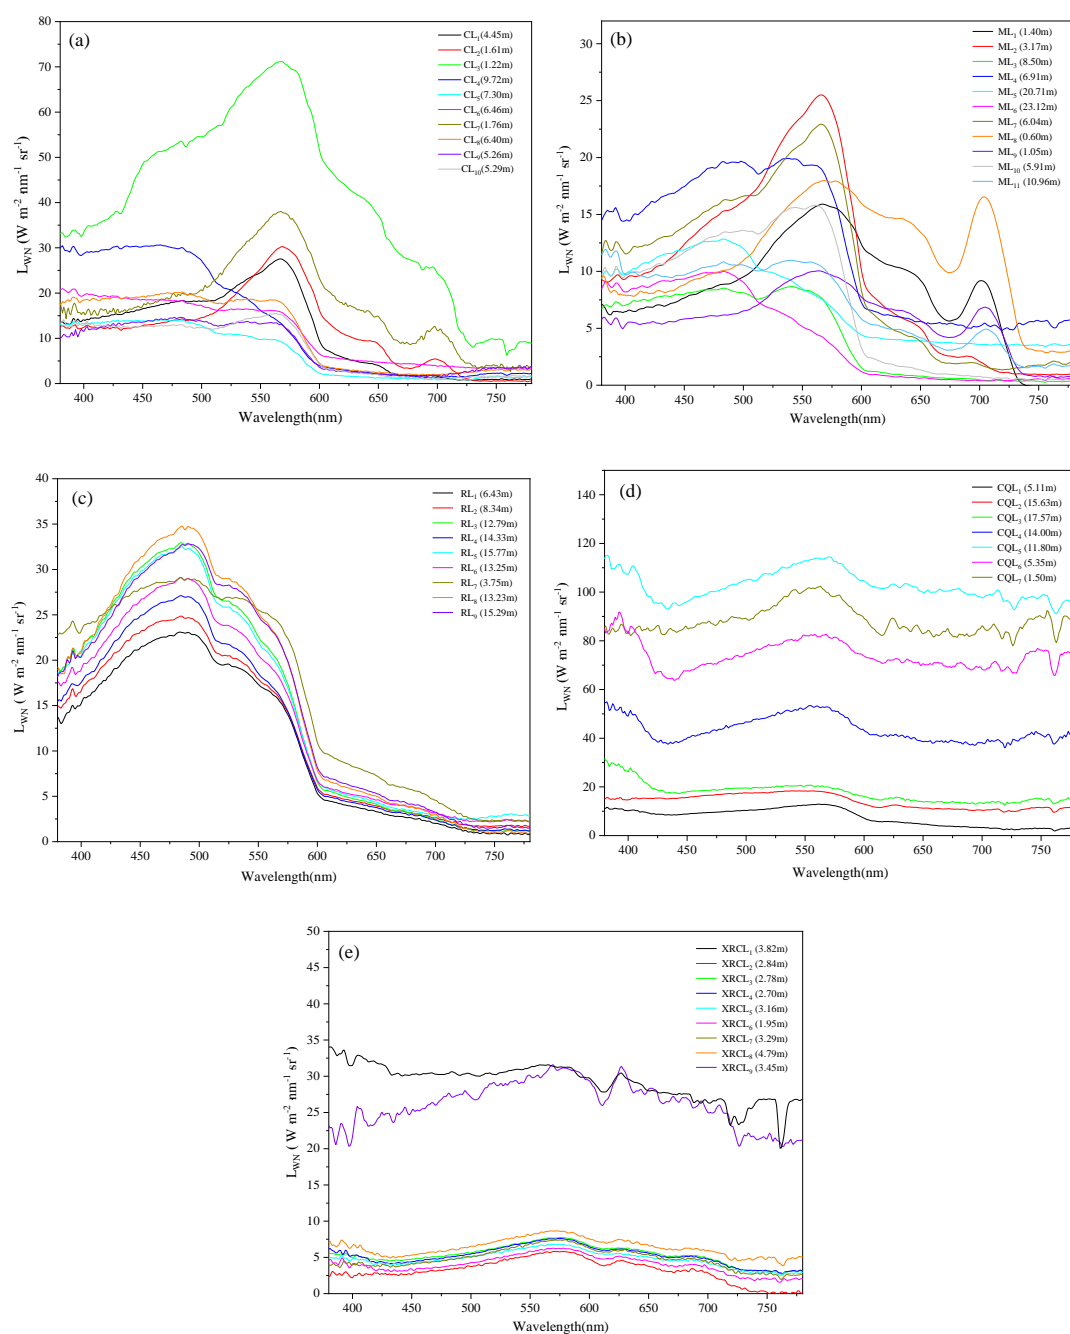 (a)
80
70
60
50
40
30
20
10
0
400
450
500
550
600
650
700
750
Wavelength(nm)
L_WN (W m⁻² nm⁻¹ sr⁻¹)
CL₁(4.45m)
CL₂(1.61m)
CL₃(1.22m)
CL₄(9.72m)
CL₅(7.30m)
CL₆(6.46m)
CL₇(1.76m)
CL₈(6.40m)
CL₉(5.26m)
CL₁₀(5.29m)
(b)
30
25
20
15
10
5
0
400
450
500
550
600
650
700
750
Wavelength(nm)
L_WN (W m⁻² nm⁻¹ sr⁻¹)
ML₁ (1.40m)
ML₂ (3.17m)
ML₃ (8.50m)
ML₄ (6.91m)
ML₅ (20.71m)
ML₆ (23.12m)
ML₇ (6.04m)
ML₈ (0.60m)
ML₉ (1.05m)
ML₁₀ (5.91m)
ML₁₁ (10.96m)
(c)
40
35
30
25
20
15
10
5
0
400
450
500
550
600
650
700
750
Wavelength(nm)
L_WN ( W m⁻² nm⁻¹ sr⁻¹)
RL₁ (6.43m)
RL₂ (8.34m)
RL₃ (12.79m)
RL₄ (14.33m)
RL₅ (15.77m)
RL₆ (13.25m)
RL₇ (3.75m)
RL₈ (13.23m)
RL₉ (15.29m)
(d)
140
120
100
80
60
40
20
0
400
450
500
550
600
650
700
750
Wavelength(nm)
L_WN (W m⁻² nm⁻¹ sr⁻¹)
CQL₁ (5.11m)
CQL₂ (15.63m)
CQL₃ (17.57m)
CQL₄ (14.00m)
CQL₅ (11.80m)
CQL₆ (5.35m)
CQL₇ (1.50m)
(e)
50
45
40
35
30
25
20
15
10
5
0
400
450
500
550
600
650
700
750
Wavelength(nm)
L_WN ( W m⁻² nm⁻¹ sr⁻¹)
XRCL₁ (3.82m)
XRCL₂ (2.84m)
XRCL₃ (2.78m)
XRCL₄ (2.70m)
XRCL₅ (3.16m)
XRCL₆ (1.95m)
XRCL₇ (3.29m)
XRCL₈ (4.79m)
XRCL₉ (3.45m)